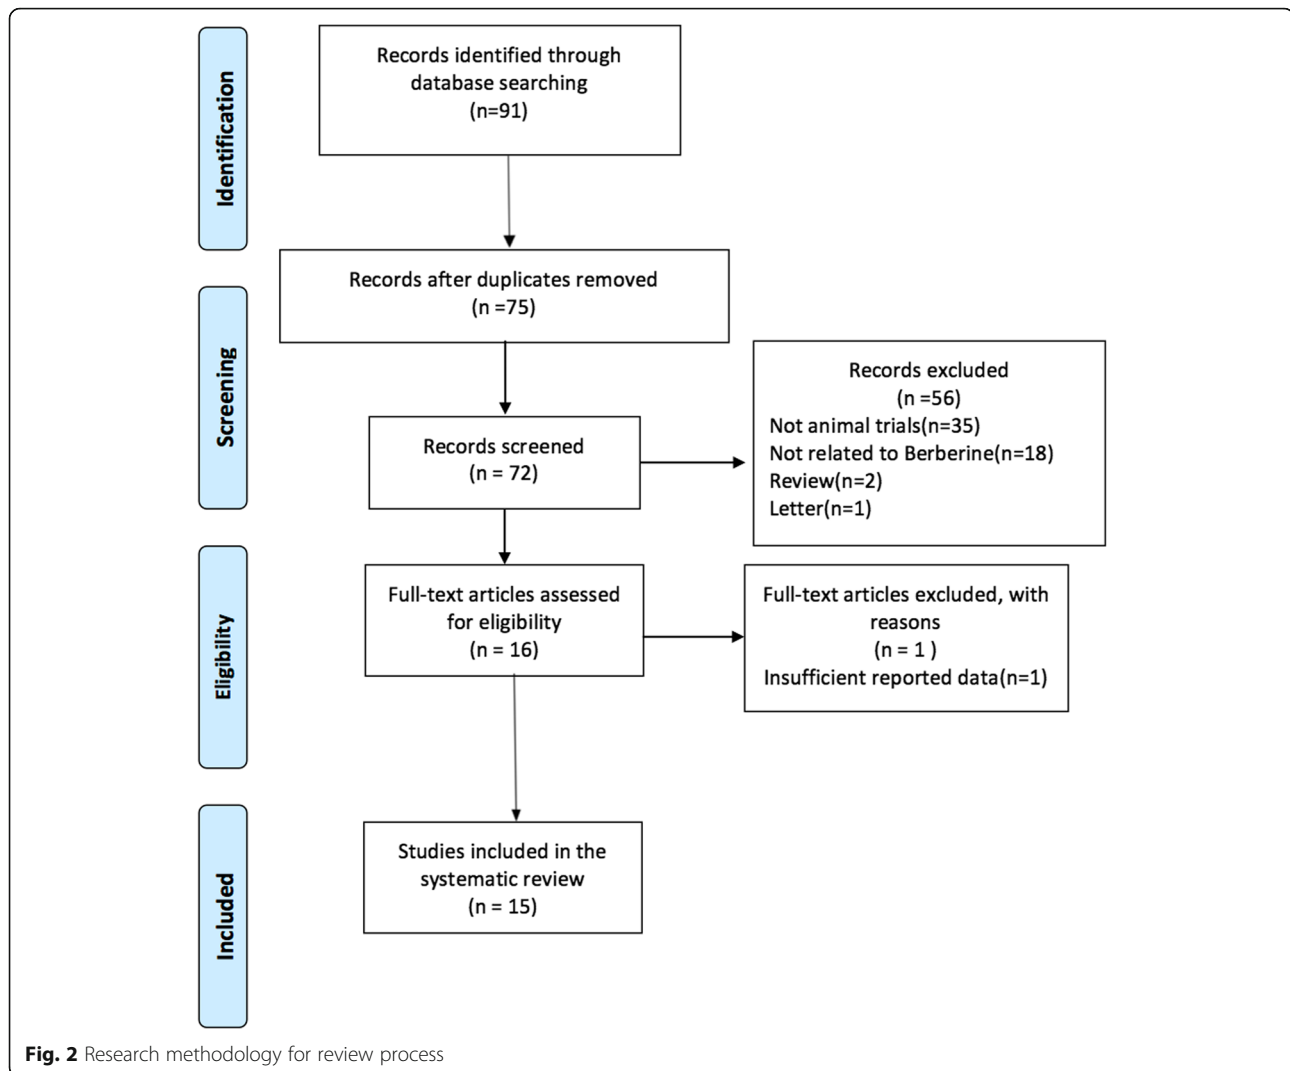 Identification
Records identified through
database searching
(n=91)
Records after duplicates removed
(n =75)
Screening
Records screened
(n = 72)
Records excluded
(n =56)
Not animal trials(n=35)
Not related to Berberine(n=18)
Review(n=2)
Letter(n=1)
Eligibility
Full-text articles assessed
for eligibility
(n = 16)
Full-text articles excluded, with
reasons
(n = 1 )
Insufficient reported data(n=1)
Included
Studies included in the
systematic review
(n = 15)
Fig. 2 Research methodology for review process